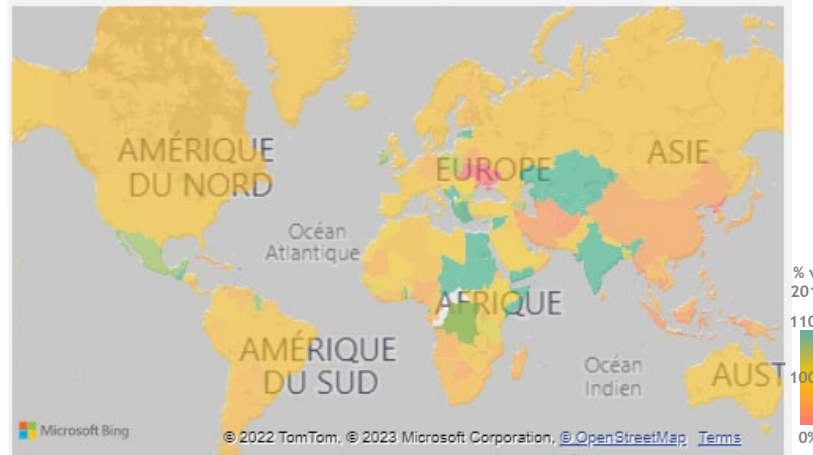 AMÉRIQUE
DU NORD
EUROPE
ASIE
Océan
Atlantique
AFRIQUE
AMÉRIQUE
DU SUD
Océan
Indien
AUST
% v
201
110
100
0%
Microsoft Bing
© 2022 TomTom, © 2023 Microsoft Corporation, © OpenStreetMap Terms